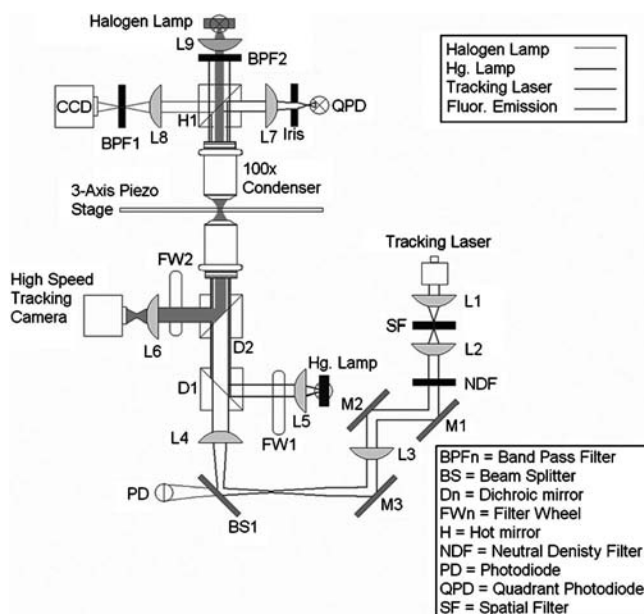 Halogen Lamp
L9
BPF2
CCD
H1
QPD
BPF1
L8
L7
Iris
100x
Condenser
3-Axis Piezo
Stage
High Speed
Tracking
Camera
FW2
L6
D2
D1
Hg. Lamp
L5
FW1
L4
PD
BS1
Tracking Laser
L1
SF
L2
NDF
M2
M1
L3
M3
Halogen Lamp
Hg. Lamp
Tracking Laser
Fluor. Emission
BPFn = Band Pass Filter
BS = Beam Splitter
Dn = Dichroic mirror
FWn = Filter Wheel
H = Hot mirror
NDF = Neutral Denisty Filter
PD = Photodiode
QPD = Quadrant Photodiode
SF = Spatial Filter